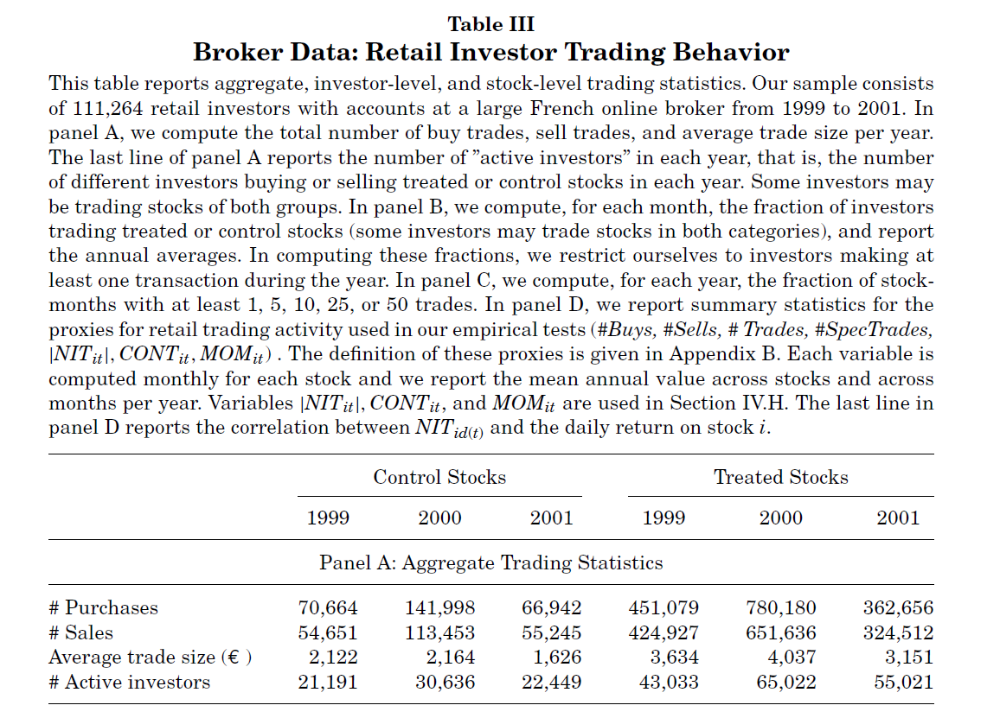 Table III
Broker Data: Retail Investor Trading Behavior
This table reports aggregate, investor-level, and stock-level trading statistics. Our sample consists
of 111,264 retail investors with accounts at a large French online broker from 1999 to 2001. In
panel A, we compute the total number of buy trades, sell trades, and average trade size per year.
The last line of panel A reports the number of ”active investors” in each year, that is, the number
of different investors buying or selling treated or control stocks in each year. Some investors may
be trading stocks of both groups. In panel B, we compute, for each month, the fraction of investors
trading treated or control stocks (some investors may trade stocks in both categories), and report
the annual averages. In computing these fractions, we restrict ourselves to investors making at
least one transaction during the year. In panel C, we compute, for each year, the fraction of stock-
months with at least 1, 5, 10, 25, or 50 trades. In panel D, we report summary statistics for the
proxies for retail trading activity used in our empirical tests (#Buys, #Sells, # Trades, #SpecTrades,
|NITit|, CONTit, MOMit) . The definition of these proxies is given in Appendix B. Each variable is
computed monthly for each stock and we report the mean annual value across stocks and across
months per year. Variables |NITit|, CONTit, and MOMit are used in Section IV.H. The last line in
panel D reports the correlation between NITid(t) and the daily return on stock i.
Control Stocks Treated Stocks
1999 2000 2001 1999 2000 2001
Panel A: Aggregate Trading Statistics
# Purchases 70,664 141,998 66,942 451,079 780,180 362,656
# Sales 54,651 113,453 55,245 424,927 651,636 324,512
Average trade size (€ ) 2,122 2,164 1,626 3,634 4,037 3,151
# Active investors 21,191 30,636 22,449 43,033 65,022 55,021